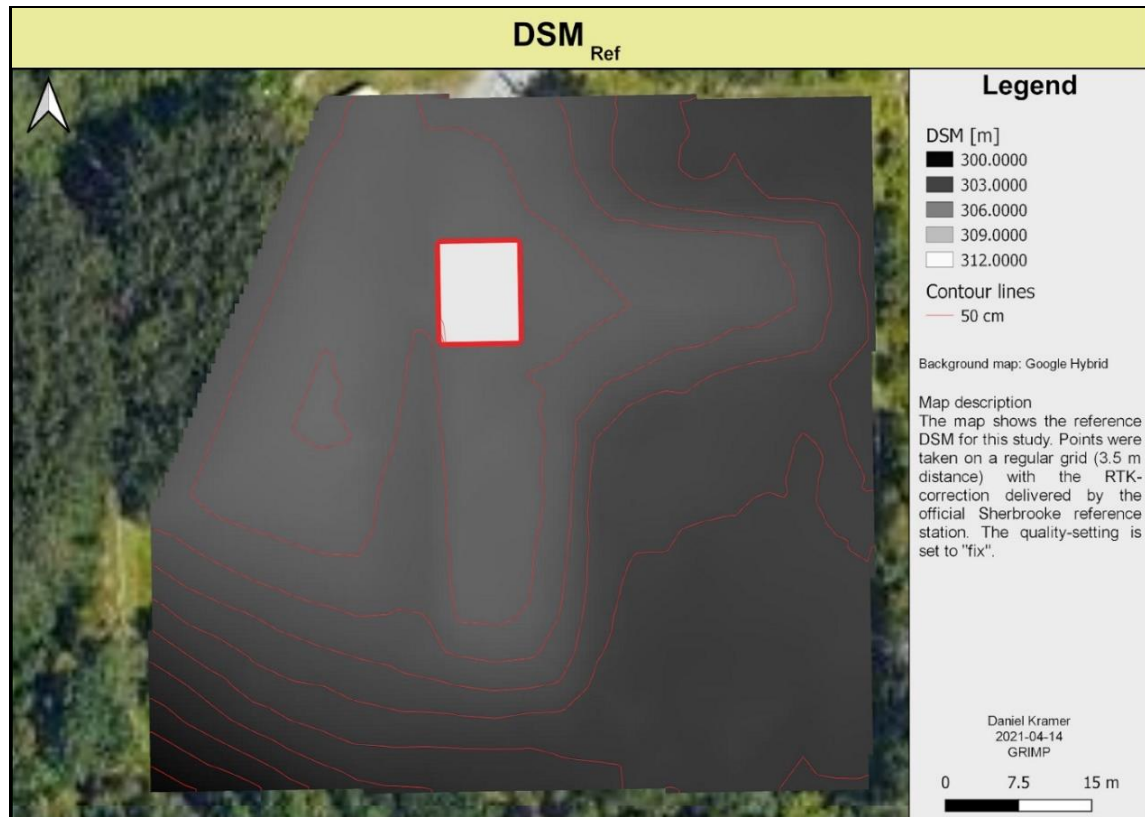 DSM Ref
Legend
DSM [m]
300.0000
303.0000
306.0000
309.0000
312.0000
Contour lines
50 cm
Background map: Google Hybrid
Map description
The map shows the reference
DSM for this study. Points were
taken on a regular grid (3.5 m
distance) with the RTK-
correction delivered by the
official Sherbrooke reference
station. The quality-setting is
set to "fix".
Daniel Kramer
2021-04-14
GRIMP
0 7.5 15 m